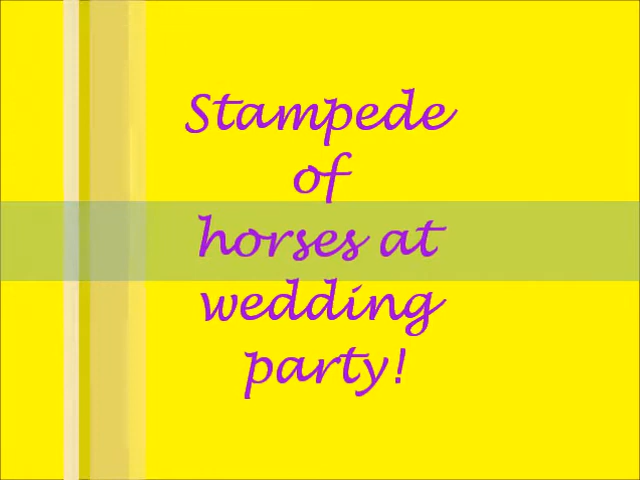 Stampede
of
horses at
wedding
party!